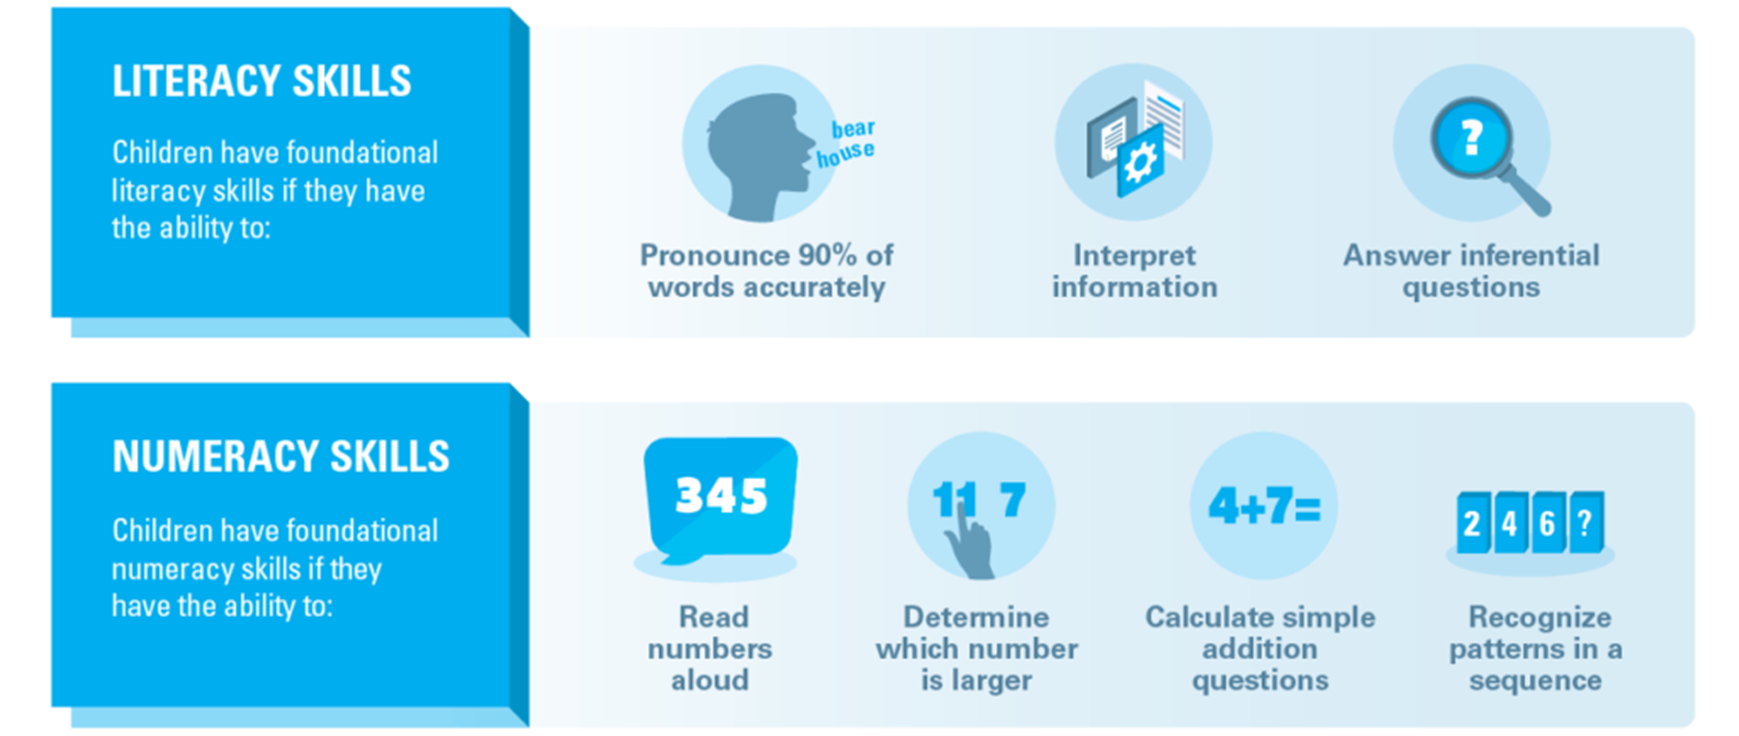 LITERACY SKILLS
Children have foundational
literacy skills if they have
the ability to:
bear
house
Pronounce 90% of
words accurately
Interpret
information
?
Answer inferential
questions
NUMERACY SKILLS
Children have foundational
numeracy skills if they
have the ability to:
345
Read
numbers
aloud
11 7
Determine
which number
is larger
4+7=
Calculate simple
addition
questions
2 4 6 ?
Recognize
patterns in a
sequence